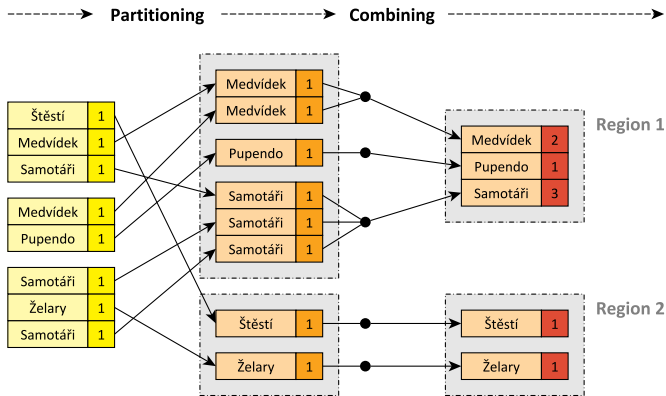 Partitioning Combining
Štěstí 1
Medvídek 1
Samotáři 1
Medvídek 1
Pupendo 1
Samotáři 1
Želary 1
Samotáři 1
Medvídek 1
Medvídek 1
Pupendo 1
Samotáři 1
Samotáři 1
Samotáři 1
Štěstí 1
Želary 1
Region 1
Medvídek 2
Pupendo 1
Samotáři 3
Region 2
Štěstí 1
Želary 1